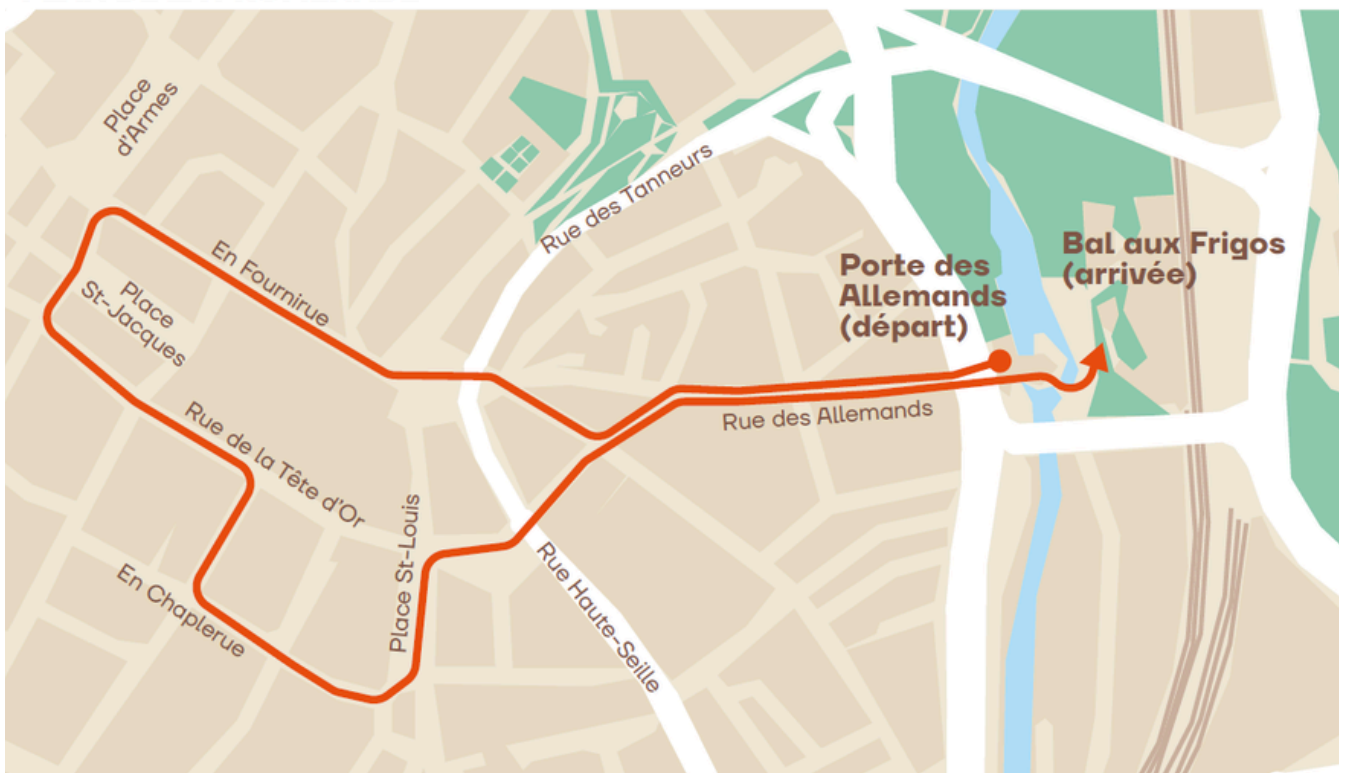 Place
d'Armes
En Fournirue
Place
St-Jacques
Rue des Tanneurs
Porte des
Allemands
(départ)
Bal aux Frigos
(arrivée)
Rue des Allemands
Rue de la Tête d'Or
En Chaplerue
Place St-Louis
Rue Haute-Seille